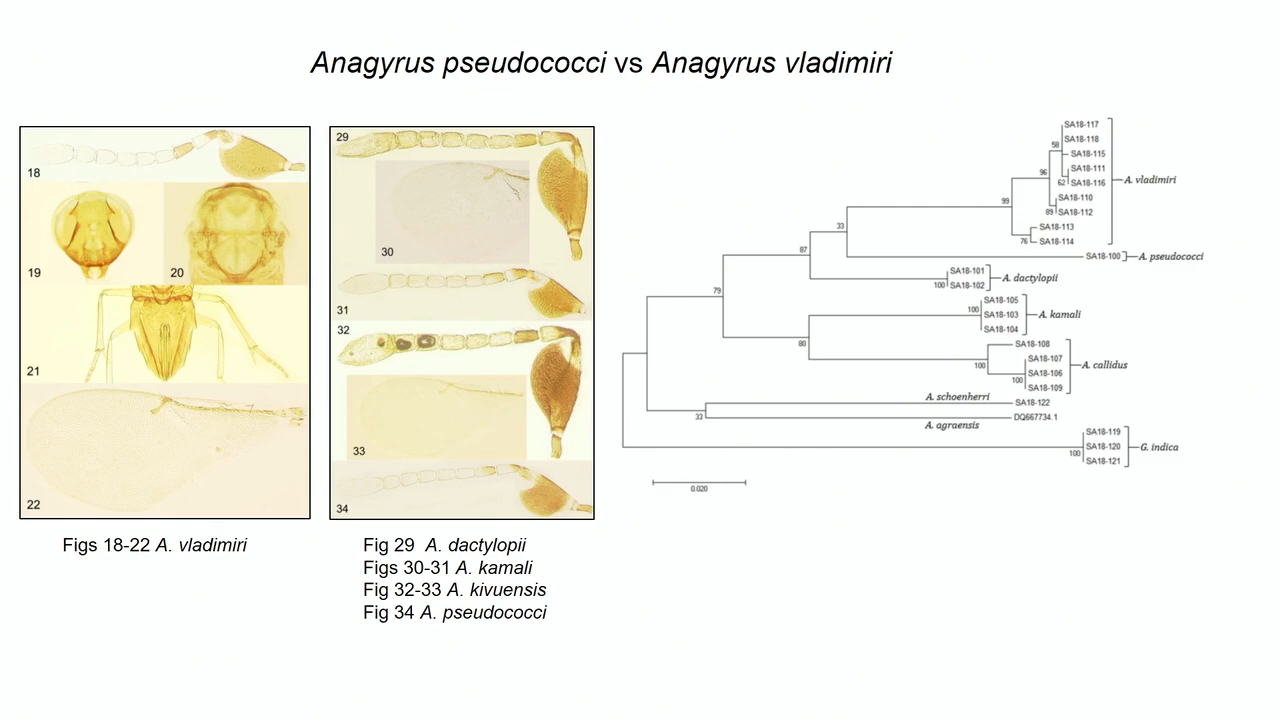 Anagyrus pseudococci vs Anagyrus vladimiri
18
19
20
21
22
Figs 18-22 A. vladimiri
29
30
31
32
33
34
Fig 29 A. dactylopii
Figs 30-31 A. kamali
Fig 32-33 A. kivuensis
Fig 34 A. pseudococci
SA18-117
SA18-118
58
SA18-115
SA18-111
96
A. vladimiri
62
SA18-116
SA18-110
99
89
SA18-112
33
SA18-113
76
SA18-114
87
SA18-100
A. pseudococci
SA18-101
A. dactylopii
100
SA18-102
79
SA18-105
100
SA18-103
A. kamali
SA18-104
80
SA18-108
SA18-107
100
A. callidus
SA18-106
100
SA18-109
A. schoenherri
SA18-122
33
DQ667734.1
A. agraensis
SA18-119
SA18-120
G. indica
100
SA18-121
0.020